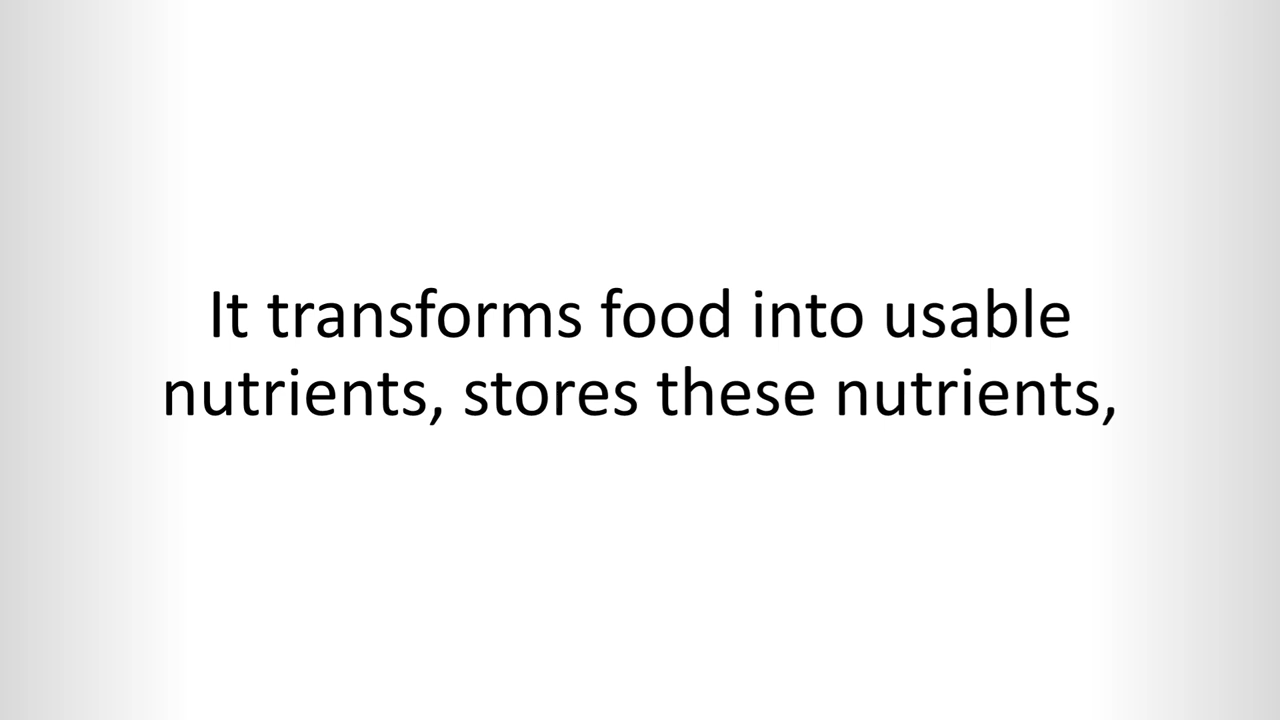 It transforms food into usable
nutrients, stores these nutrients,